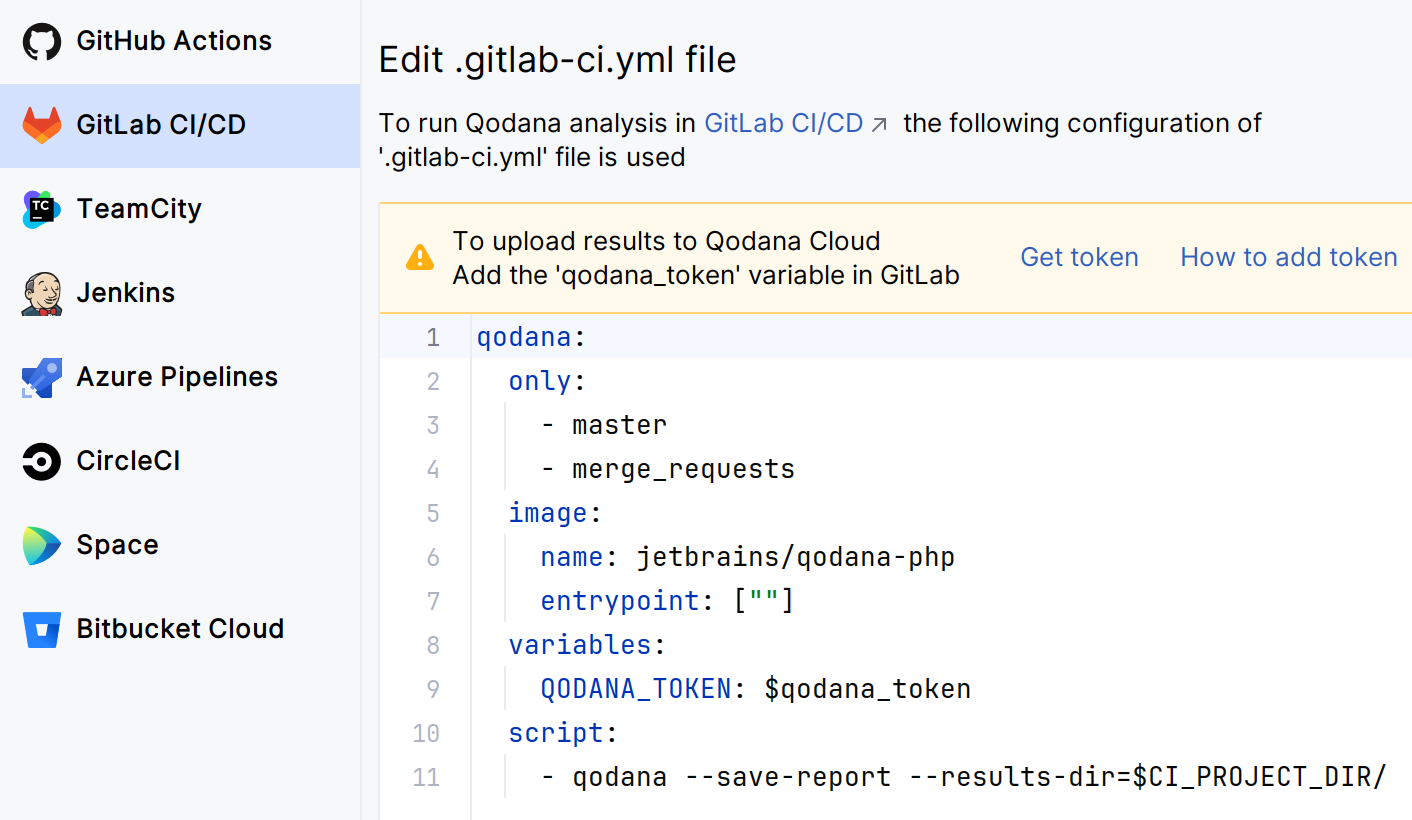 GitHub Actions
GitLab CI/CD
TeamCity
Jenkins
Azure Pipelines
CircleCI
Space
Bitbucket Cloud
Edit .gitlab-ci.yml file
To run Qodana analysis in GitLab CI/CD ↗ the following configuration of
'.gitlab-ci.yml' file is used
To upload results to Qodana Cloud
Add the 'qodana_token' variable in GitLab
Get token
How to add token
1 qodana:
2   only:
3     - master
4     - merge_requests
5   image:
6     name: jetbrains/qodana-php
7     entrypoint: [""]
8   variables:
9     QODANA_TOKEN: $qodana_token
10   script:
11     - qodana --save-report --results-dir=$CI_PROJECT_DIR/